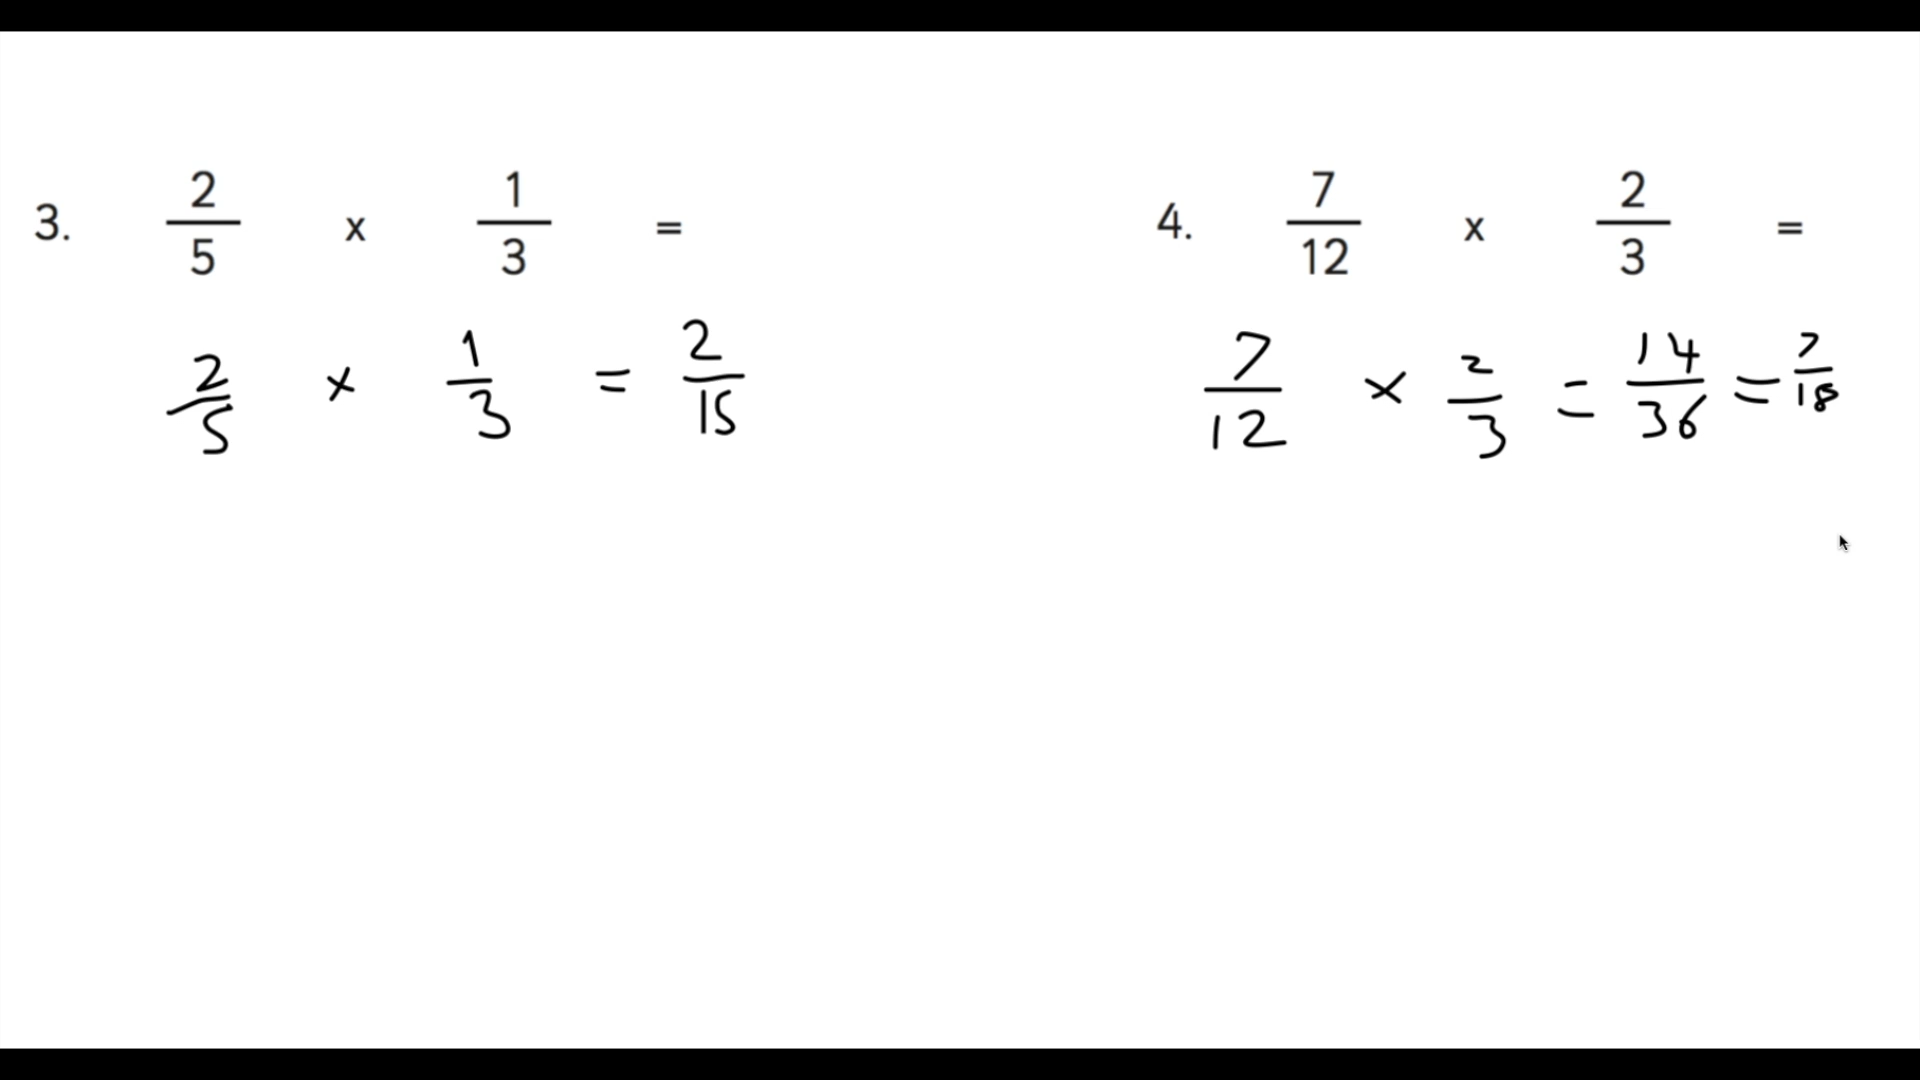 3. 2/5 x 1/3 =
4. 7/12 x 2/3 =
2/5 × 1/3 = 2/15
7/12 × 2/3 = 14/36 = 7/18